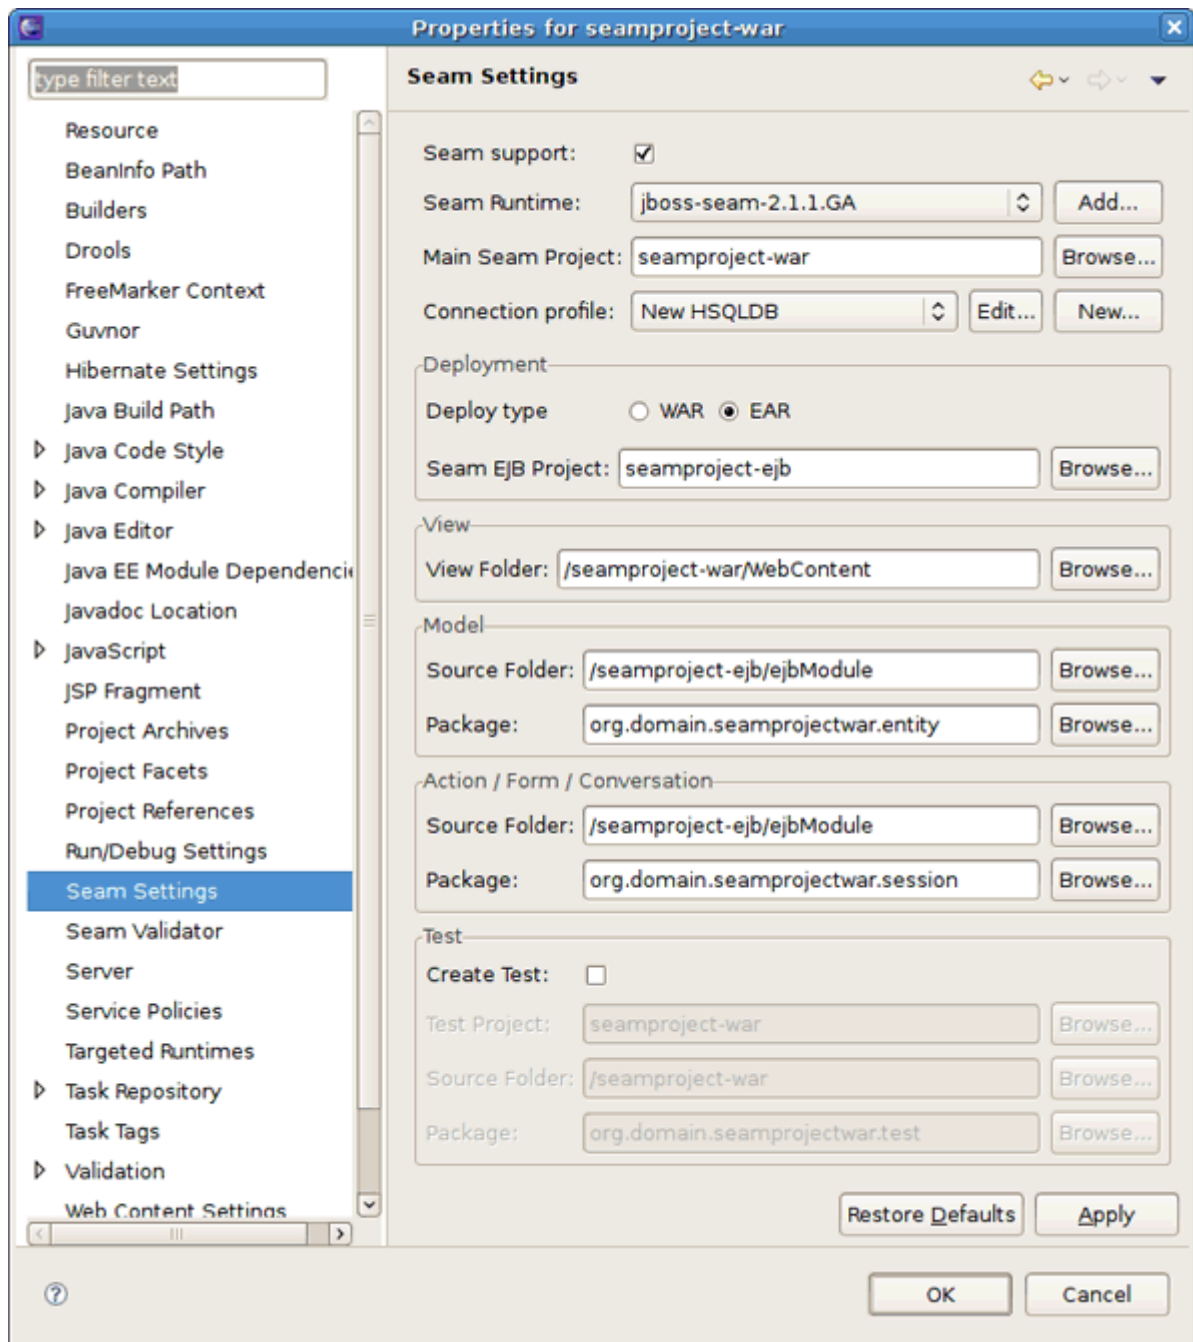 Properties for seamproject-war
type filter text
Resource
BeanInfo Path
Builders
Drools
FreeMarker Context
Guvnor
Hibernate Settings
Java Build Path
Java Code Style
Java Compiler
Java Editor
Java EE Module Dependencie
Javadoc Location
JavaScript
JSP Fragment
Project Archives
Project Facets
Project References
Run/Debug Settings
Seam Settings
Seam Validator
Server
Service Policies
Targeted Runtimes
Task Repository
Task Tags
Validation
Web Content Settings
Seam Settings
Seam support:
Seam Runtime: jboss-seam-2.1.1.GA Add...
Main Seam Project: seamproject-war Browse...
Connection profile: New HSQLDB Edit... New...
Deployment
Deploy type WAR EAR
Seam EJB Project: seamproject-ejb Browse...
View
View Folder: /seamproject-war/WebContent Browse...
Model
Source Folder: /seamproject-ejb/ejbModule Browse...
Package: org.domain.seamprojectwar.entity Browse...
Action / Form / Conversation
Source Folder: /seamproject-ejb/ejbModule Browse...
Package: org.domain.seamprojectwar.session Browse...
Test
Create Test:
Test Project: seamproject-war Browse...
Source Folder: /seamproject-war Browse...
Package: org.domain.seamprojectwar.test Browse...
Restore Defaults Apply
? OK Cancel